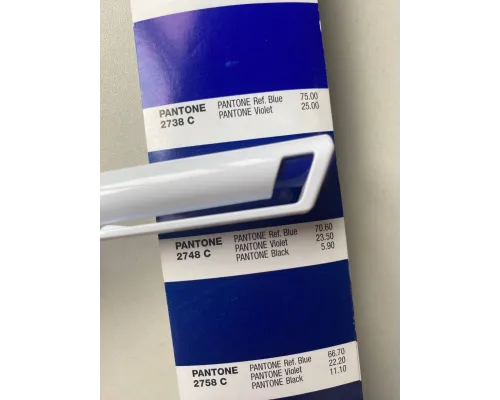 PANTONE PANTONE Ref. Blue 75.00
2738 C PANTONE Violet 25.00
PANTONE PANTONE Ref. Blue 70.60
2748 C PANTONE Violet 23.50
PANTONE Black 5.90
PANTONE PANTONE Ref. Blue 66.70
2758 C PANTONE Violet 22.20
PANTONE Black 11.10